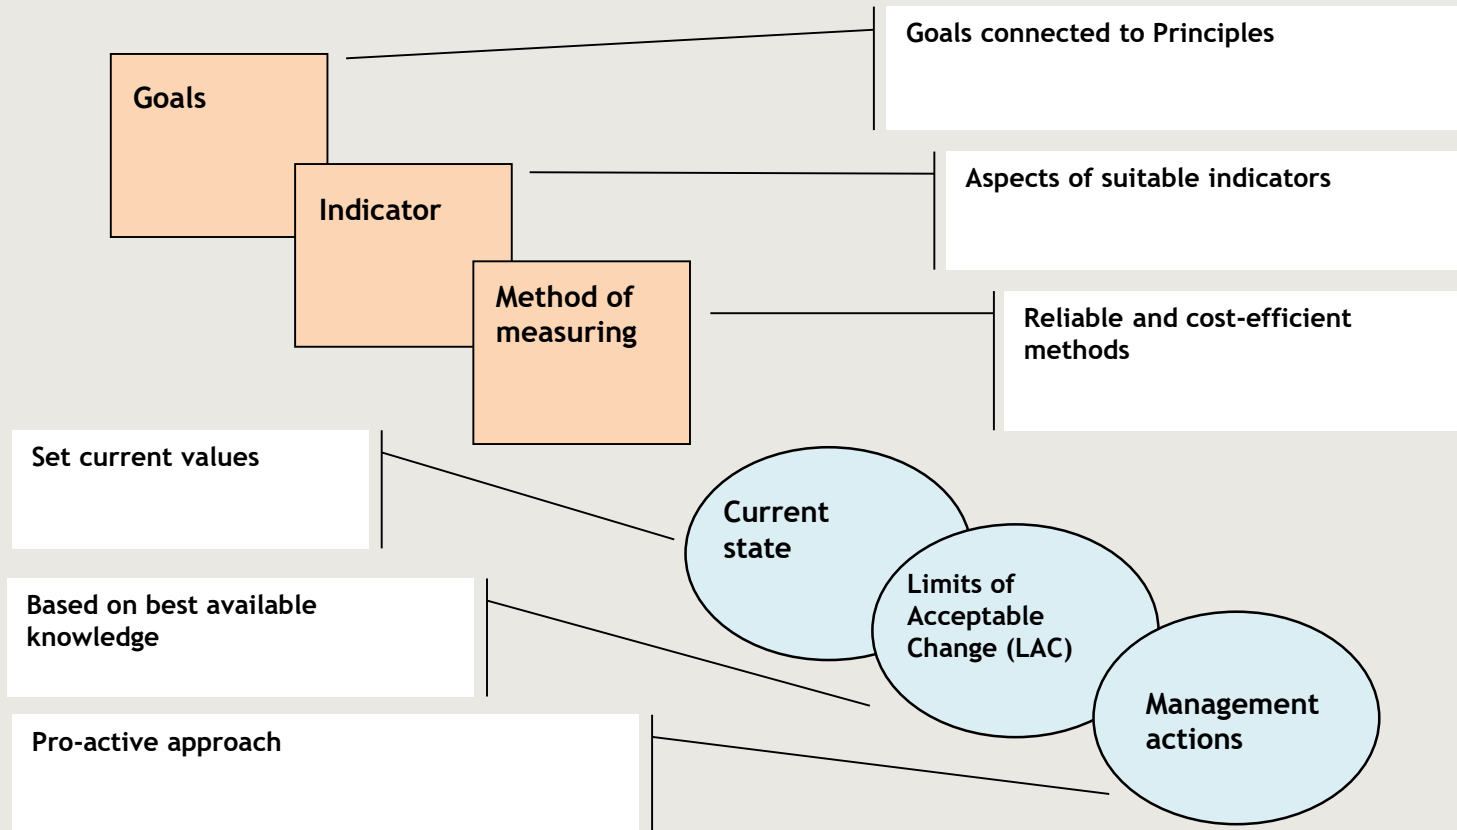 Goals connected to Principles
Goals
Aspects of suitable indicators
Indicator
Method of
measuring
Reliable and cost-efficient
methods
Set current values
Current
state
Based on best available
knowledge
Limits of
Acceptable
Change (LAC)
Pro-active approach
Management
actions